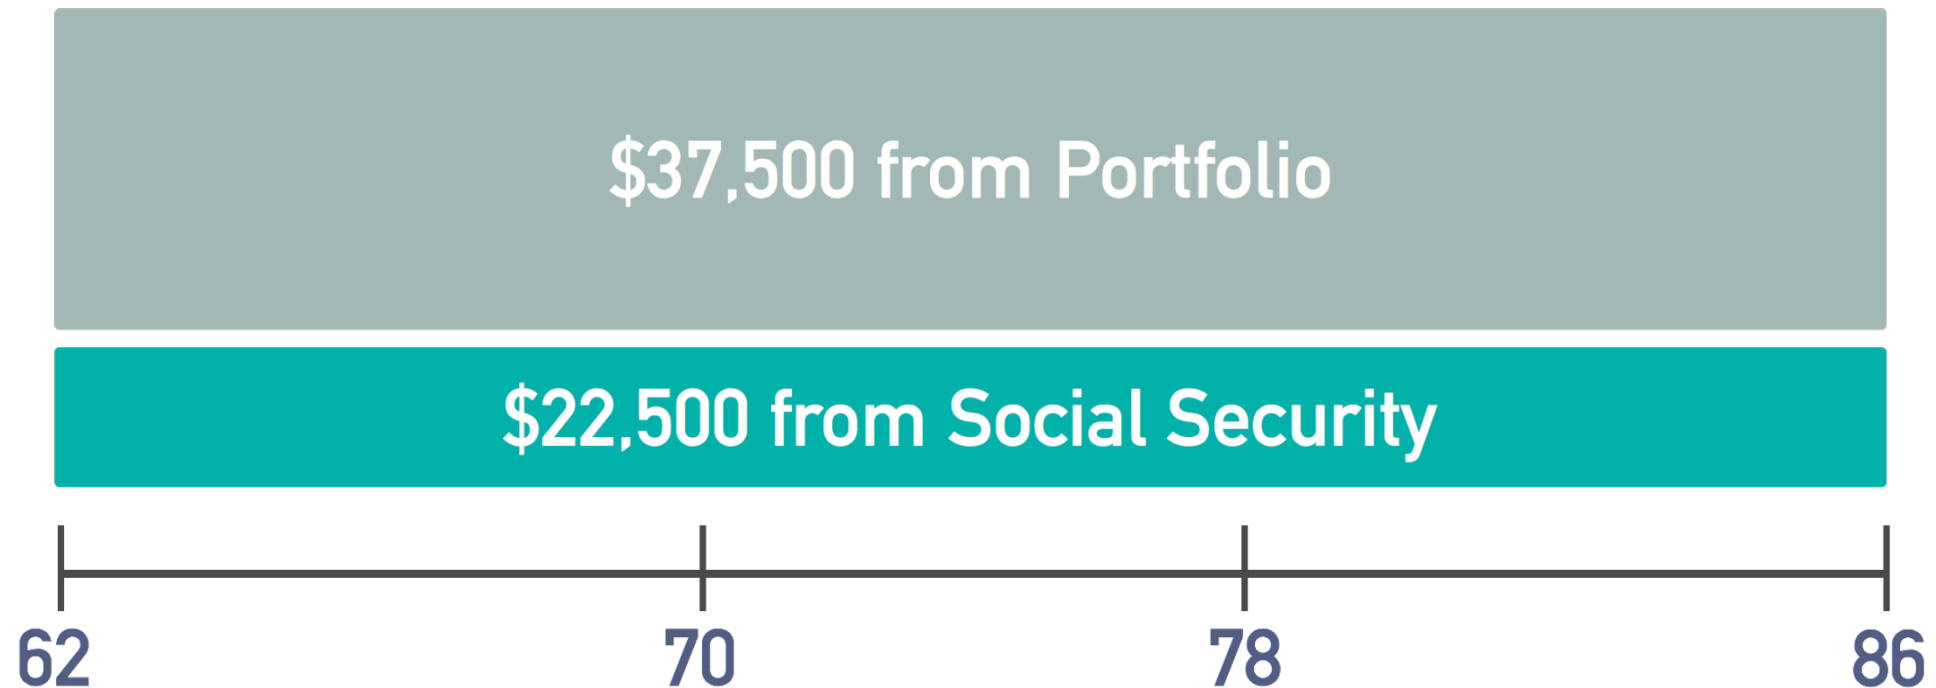 $37,500 from Portfolio
$22,500 from Social Security
62 70 78 86